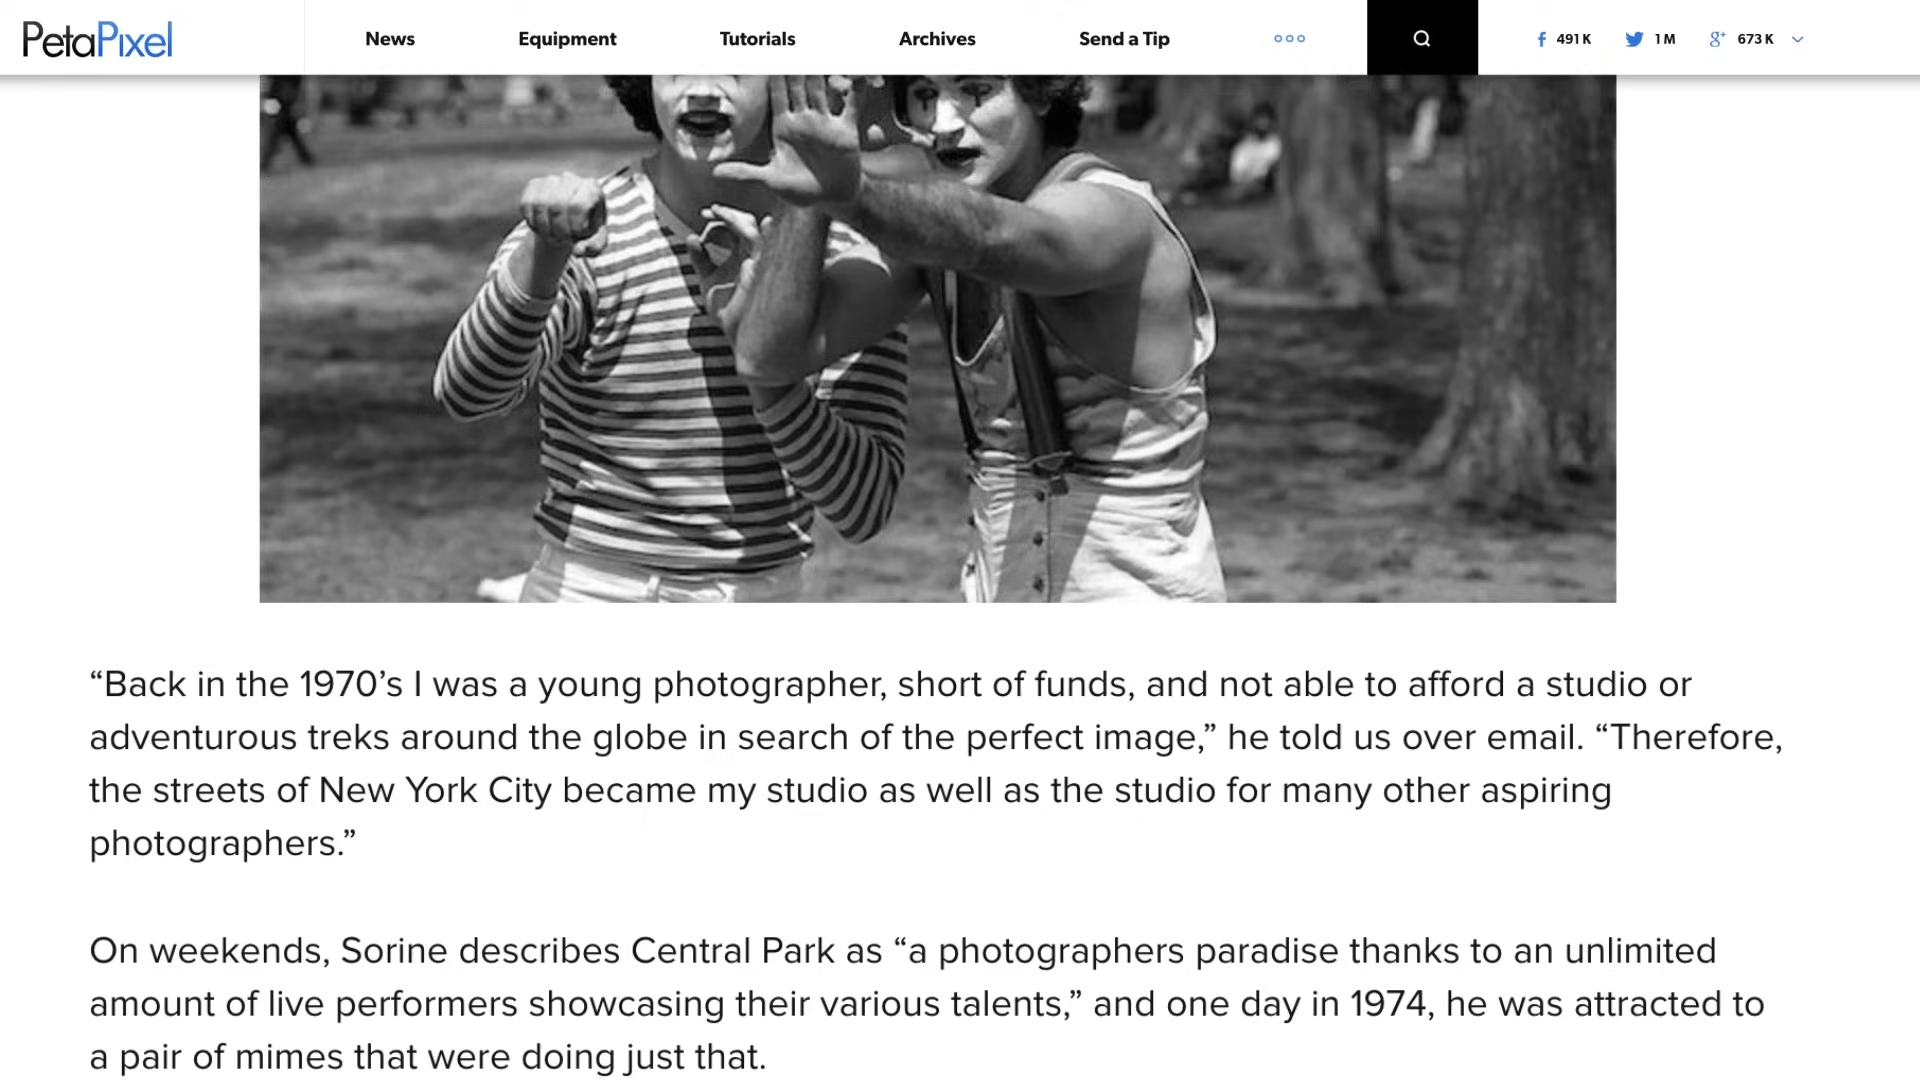 PetaPixel News Equipment Tutorials Archives Send a Tip 491 K 1 M g+ 673 K
“Back in the 1970’s I was a young photographer, short of funds, and not able to afford a studio or
adventurous treks around the globe in search of the perfect image,” he told us over email. “Therefore,
the streets of New York City became my studio as well as the studio for many other aspiring
photographers.”
On weekends, Sorine describes Central Park as “a photographers paradise thanks to an unlimited
amount of live performers showcasing their various talents,” and one day in 1974, he was attracted to
a pair of mimes that were doing just that.